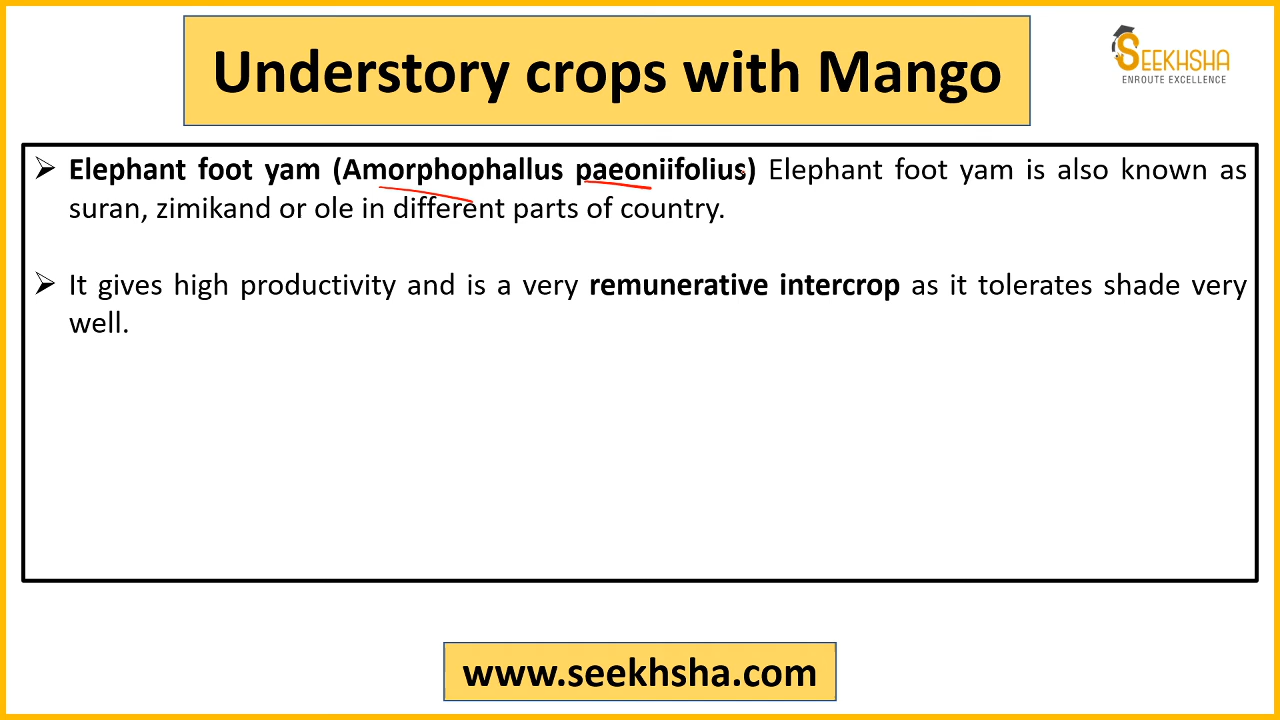 Understory crops with Mango
SEEKHSHA
ENROUTE EXCELLENCE
➢ Elephant foot yam (Amorphophallus paeoniifolius) Elephant foot yam is also known as
suran, zimikand or ole in different parts of country.
➢ It gives high productivity and is a very remunerative intercrop as it tolerates shade very
well.
www.seekhsha.com